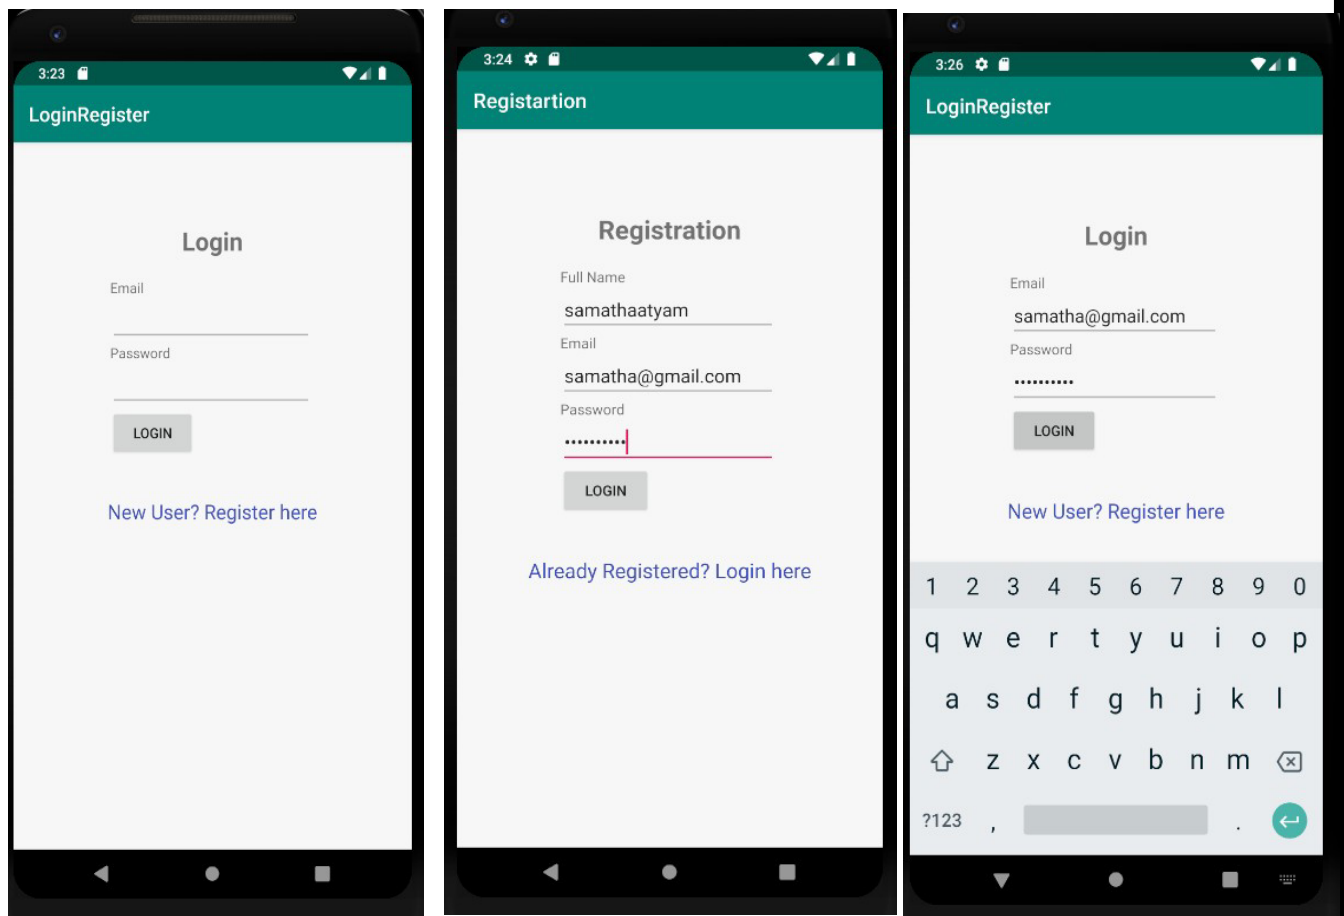 3:23
LoginRegister
Login
Email
Password
LOGIN
New User? Register here
3:24
Registartion
Registration
Full Name
samathaatyam
Email
samatha@gmail.com
Password
••••••••••
LOGIN
Already Registered? Login here
3:26
LoginRegister
Login
Email
samatha@gmail.com
Password
••••••••••
LOGIN
New User? Register here
1 2 3 4 5 6 7 8 9 0
q w e r t y u i o p
a s d f g h j k l
z x c v b n m
?123 , .